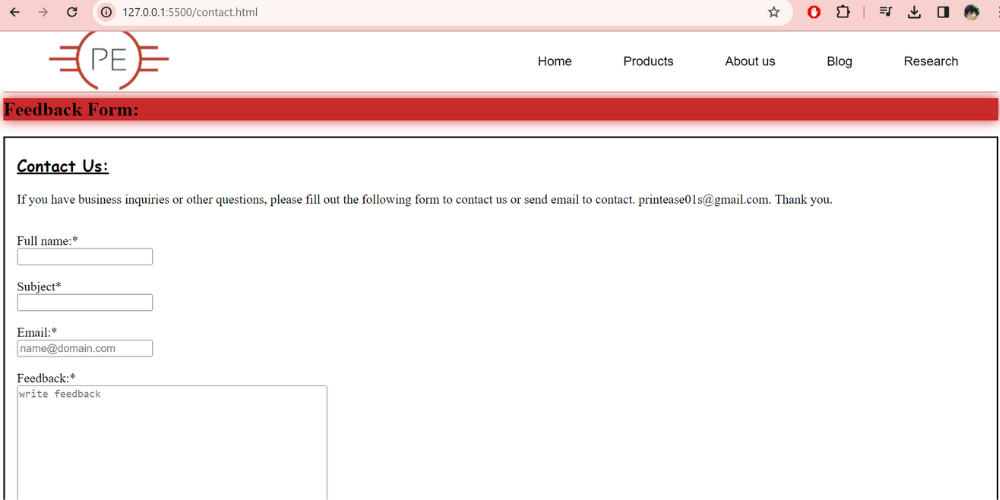 127.0.0.1:5500/contact.html
PE
Home Products About us Blog Research
Feedback Form:
Contact Us:
If you have business inquiries or other questions, please fill out the following form to contact us or send email to contact. printease01s@gmail.com. Thank you.
Full name:*
Subject*
Email:*
name@domain.com
Feedback:*
write feedback